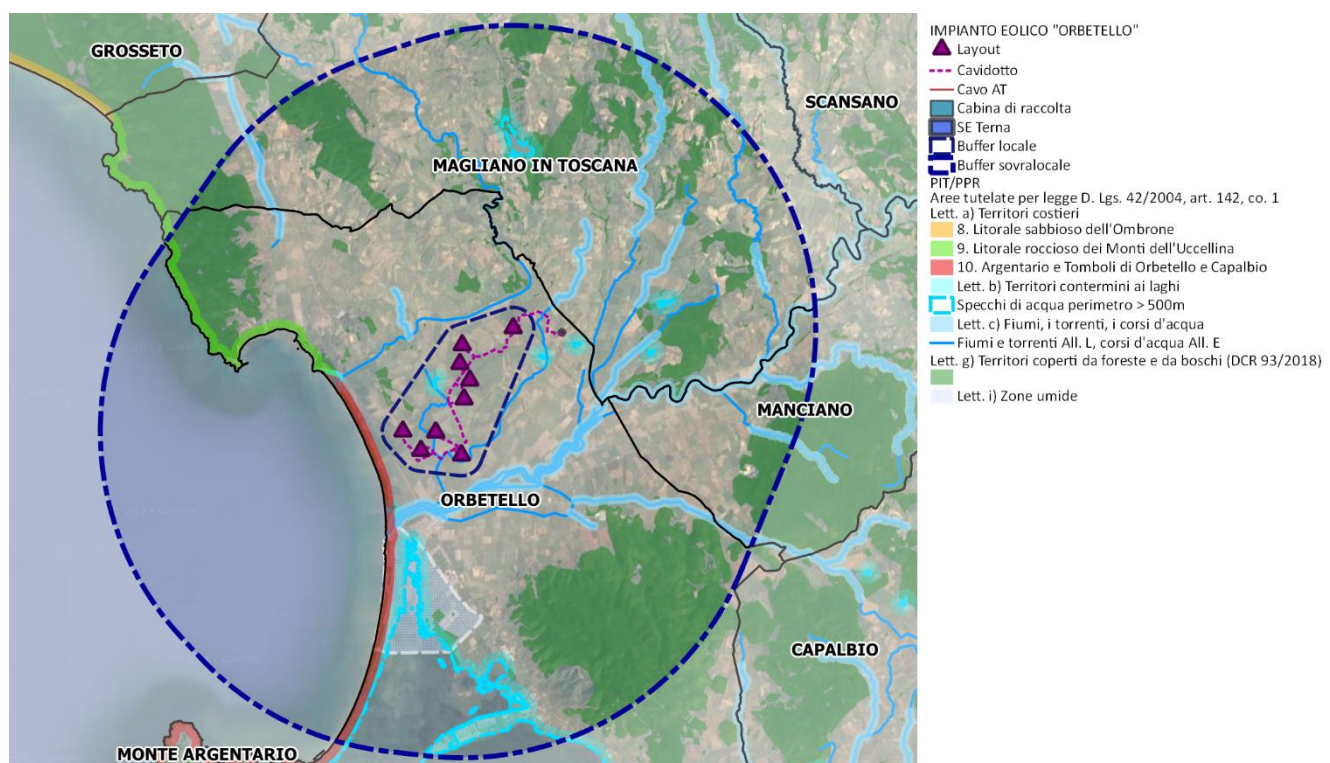 GROSSETO
SCANSANO
MAGLIANO IN TOSCANA
MANCIANO
ORBETELLO
CAPALBIO
MONTE ARGENTARIO
IMPIANTO EOLICO "ORBETELLO"
Layout
Cavidotto
Cavo AT
Cabina di raccolta
SE Terna
Buffer locale
Buffer sovralocale
PIT/PPR
Aree tutelate per legge D. Lgs. 42/2004, art. 142, co. 1
Lett. a) Territori costieri
8. Litorale sabbioso dell'Ombrone
9. Litorale roccioso dei Monti dell'Uccellina
10. Argentario e Tomboli di Orbetello e Capalbio
Lett. b) Territori contermini ai laghi
Specchi di acqua perimetro > 500m
Lett. c) Fiumi, i torrenti, i corsi d'acqua
Fiumi e torrenti All. L, corsi d'acqua All. E
Lett. g) Territori coperti da foreste e da boschi (DCR 93/2018)
Lett. i) Zone umide